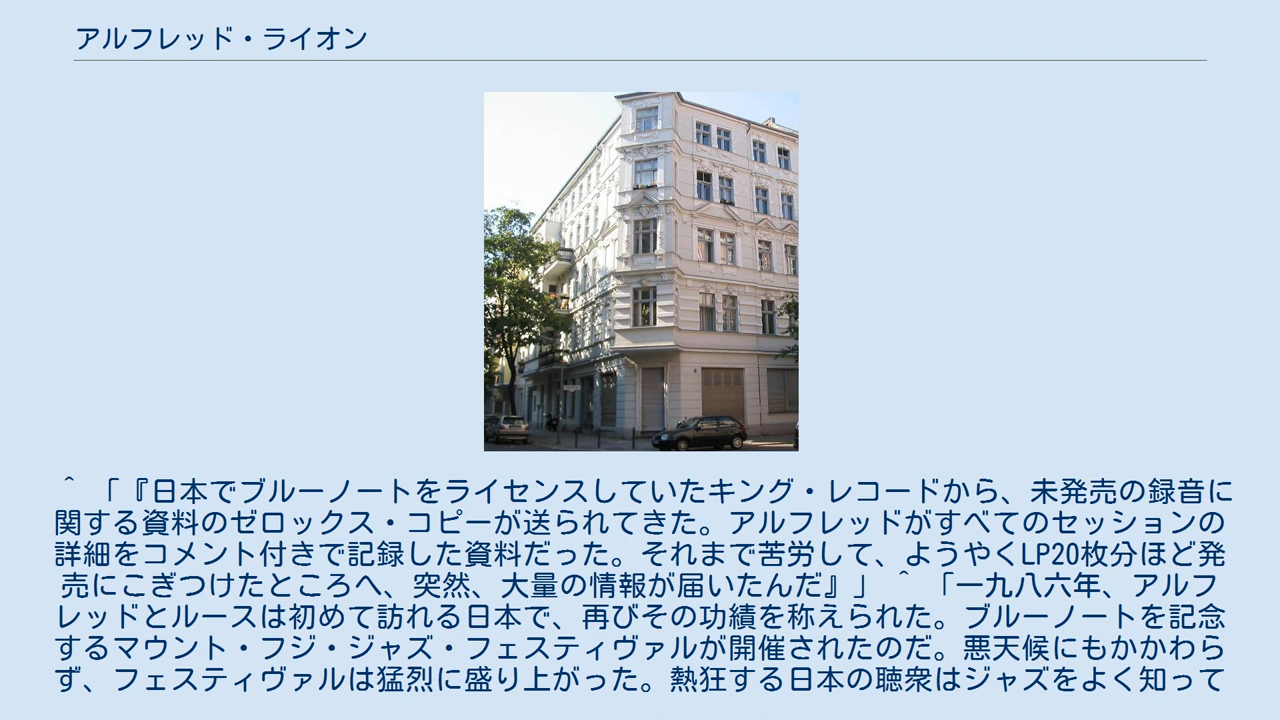 アルフレッド・ライオン
^ 「『日本でブルーノートをライセンスしていたキング・レコードから、未発売の録音に
関する資料のゼロックス・コピーが送られてきた。アルフレッドがすべてのセッションの
詳細をコメント付きで記録した資料だった。それまで苦労して、ようやくLP20枚分ほど発
売にこぎつけたところへ、突然、大量の情報が届いたんだ』」 ^ 「一九八六年、アルフ
レッドとルースは初めて訪れる日本で、再びその功績を称えられた。ブルーノートを記念
するマウント・フジ・ジャズ・フェスティヴァルが開催されたのだ。悪天候にもかかわら
ず、フェスティヴァルは猛烈に盛り上がった。熱狂する日本の聴衆はジャズをよく知って